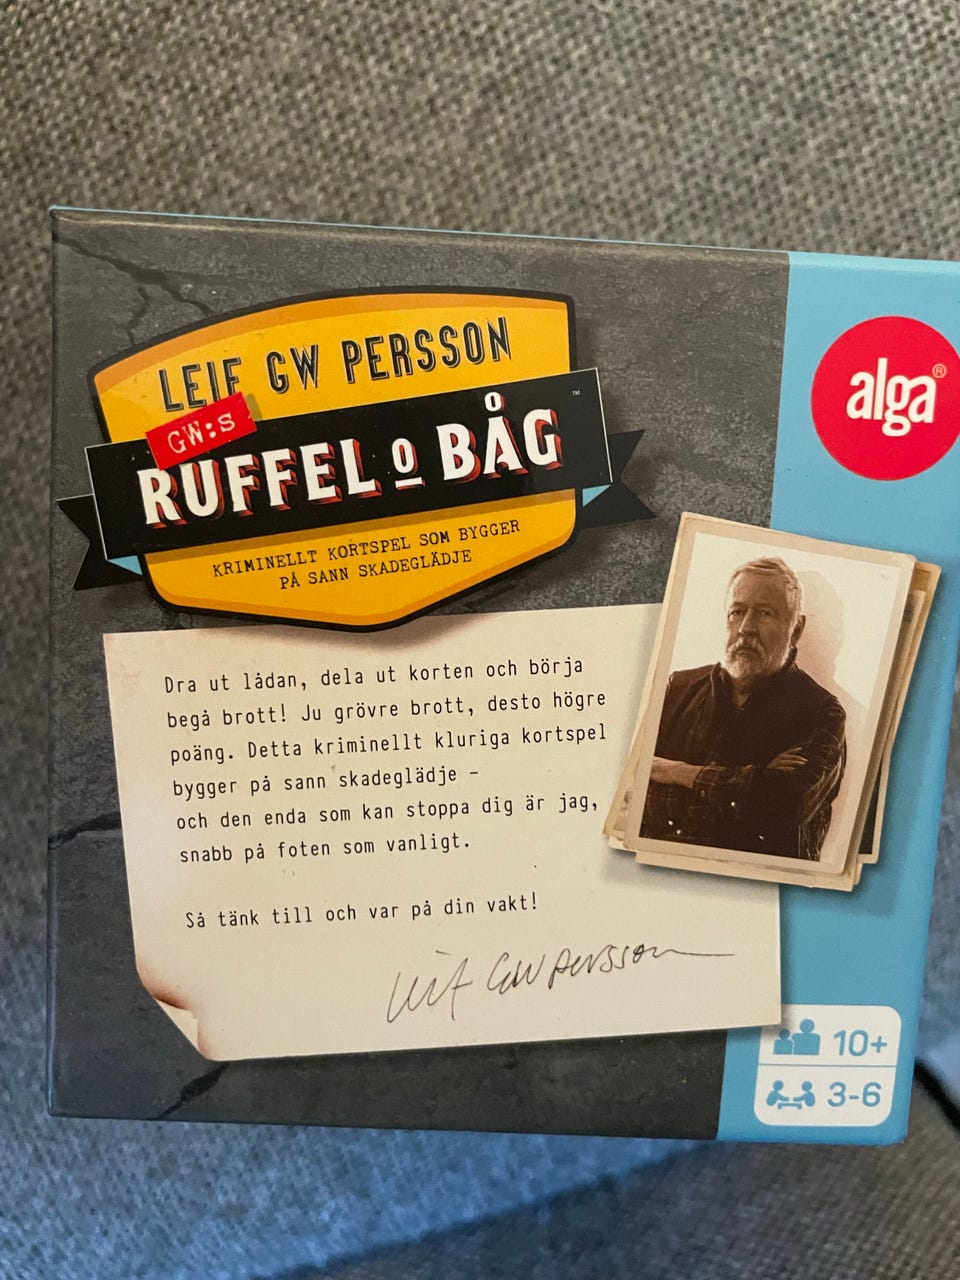 LEIF GW PERSSON
GW:s
RUFFEL o BÅG ™
KRIMINELLT KORTSPEL SOM BYGGER
PÅ SANN SKADEGLÄDJE
alga®
Dra ut lådan, dela ut korten och börja
begå brott! Ju grövre brott, desto högre
poäng. Detta kriminellt kluriga kortspel
bygger på sann skadeglädje –
och den enda som kan stoppa dig är jag,
snabb på foten som vanligt.
Så tänk till och var på din vakt!
Leif GW Persson
10+
3-6